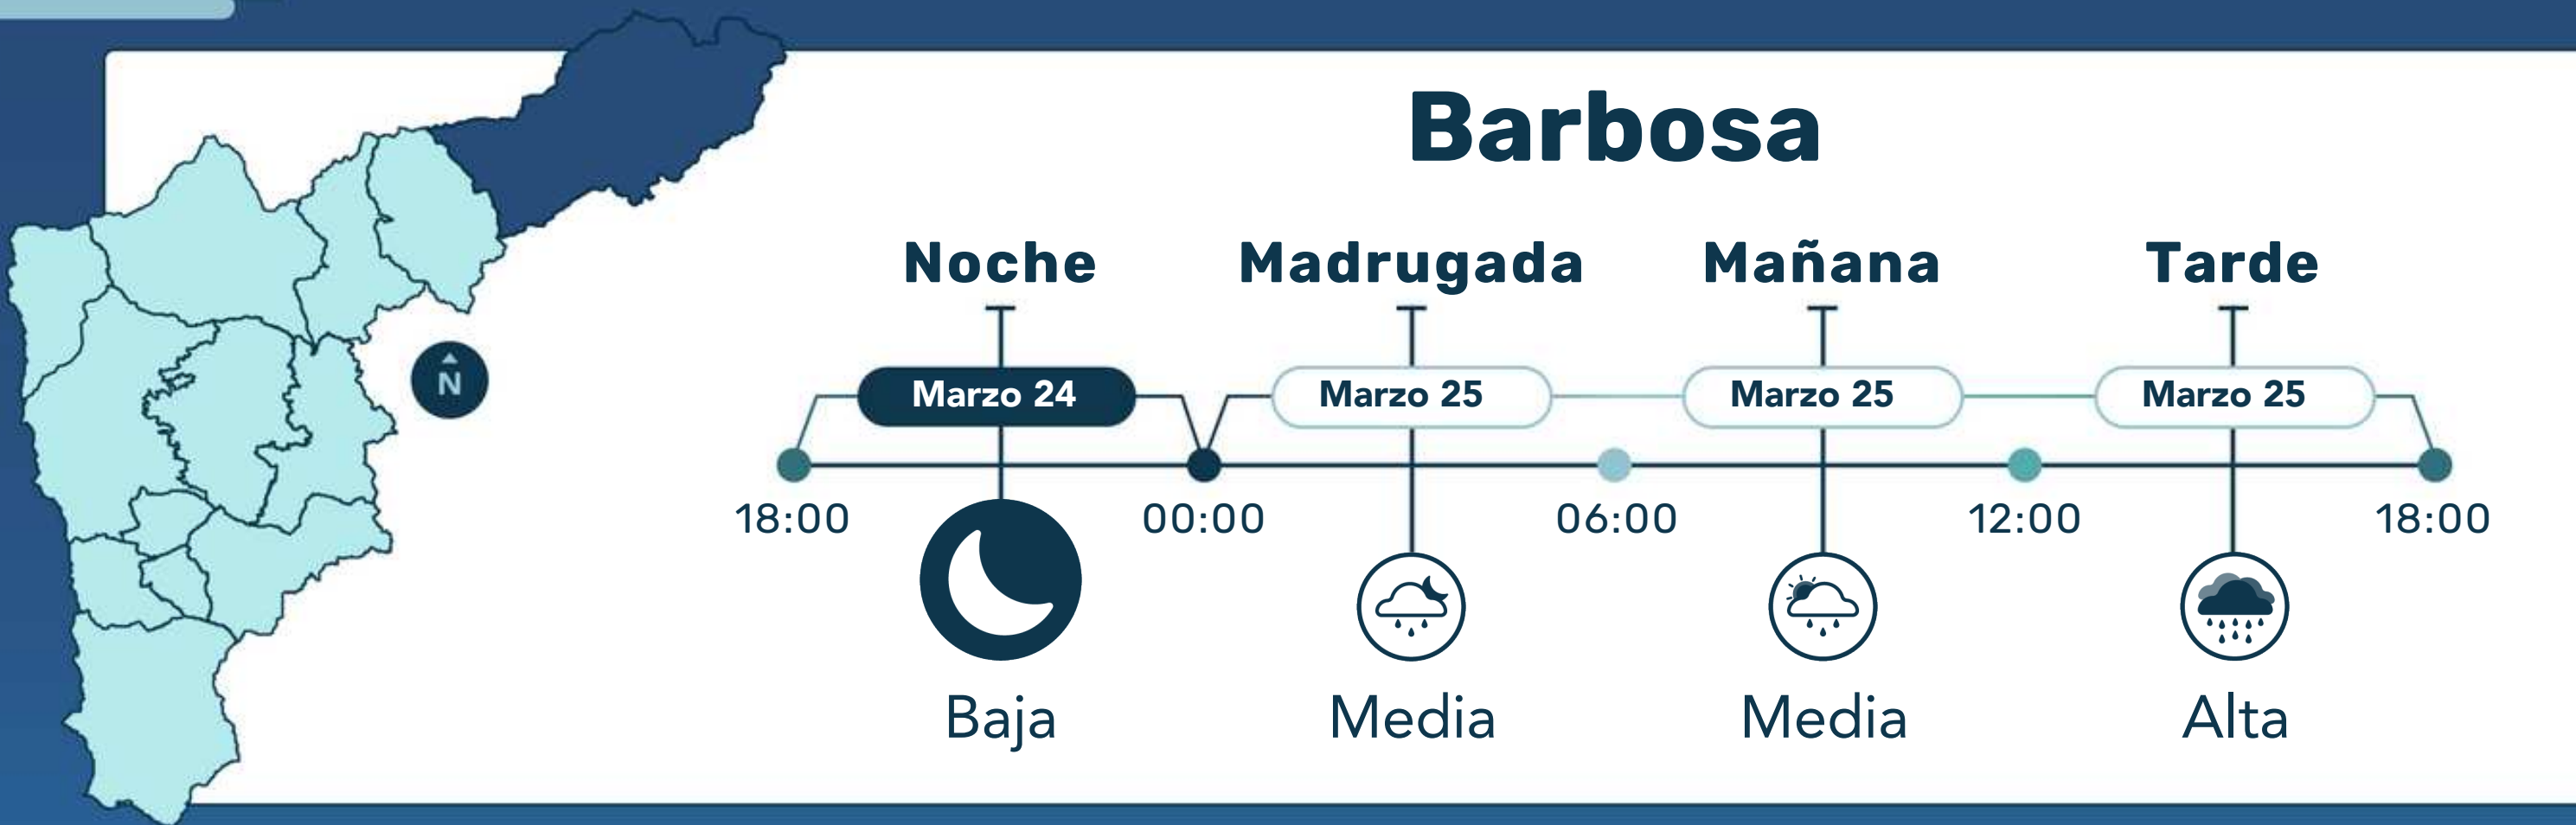 Barbosa
Noche Madrugada Mañana Tarde
Marzo 24 Marzo 25 Marzo 25 Marzo 25
N
18:00 00:00 06:00 12:00 18:00
Baja Media Media Alta